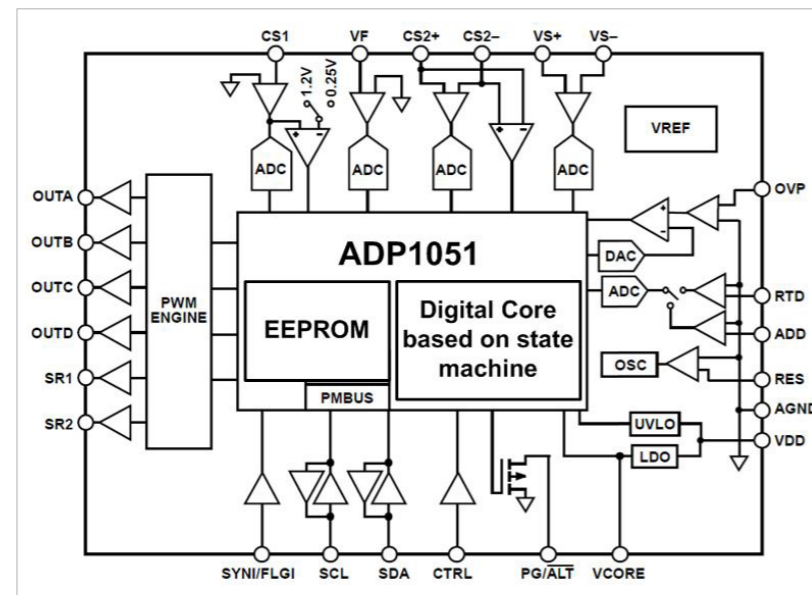 CS1 VF CS2+ CS2– VS+ VS–
1.2V
0.25V
VREF
ADC ADC ADC ADC
OVP
OUTA
OUTB
OUTC
OUTD
SR1
SR2
PWM
ENGINE
ADP1051
DAC
ADC
RTD
ADD
EEPROM
Digital Core
based on state
machine
OSC
RES
AGND
PMBUS
UVLO
VDD
LDO
+ –
+ –
+
–
SYNI/FLGI SCL SDA CTRL PG/ALT VCORE